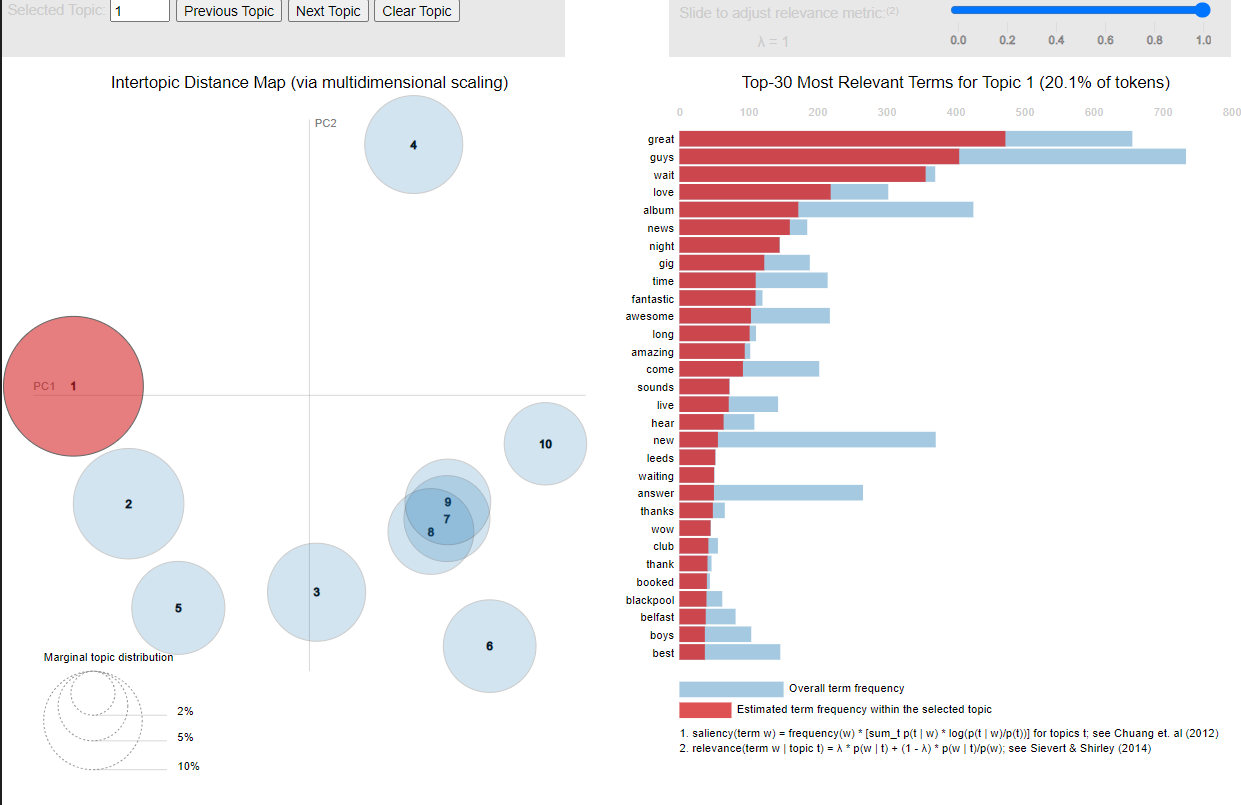 Selected Topic: 1 Previous Topic Next Topic Clear Topic
Slide to adjust relevance metric:(2)
λ = 1
0.0 0.2 0.4 0.6 0.8 1.0
Intertopic Distance Map (via multidimensional scaling)
PC2
4
PC1 1
10
2
9
7
8
3
5
6
Marginal topic distribution
2%
5%
10%
Top-30 Most Relevant Terms for Topic 1 (20.1% of tokens)
0 100 200 300 400 500 600 700 800
great
guys
wait
love
album
news
night
gig
time
fantastic
awesome
long
amazing
come
sounds
live
hear
new
leeds
waiting
answer
thanks
wow
club
thank
booked
blackpool
belfast
boys
best
Overall term frequency
Estimated term frequency within the selected topic
1. saliency(term w) = frequency(w) * [sum_t p(t | w) * log(p(t | w)/p(t))] for topics t; see Chuang et. al (2012)
2. relevance(term w | topic t) = λ * p(w | t) + (1 - λ) * p(w | t)/p(w); see Sievert & Shirley (2014)